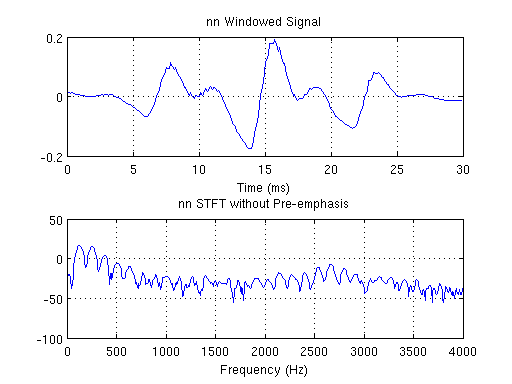 nn Windowed Signal
0.2
0
-0.2
0 5 10 15 20 25 30
Time (ms)
nn STFT without Pre-emphasis
50
0
-50
-100
0 500 1000 1500 2000 2500 3000 3500 4000
Frequency (Hz)